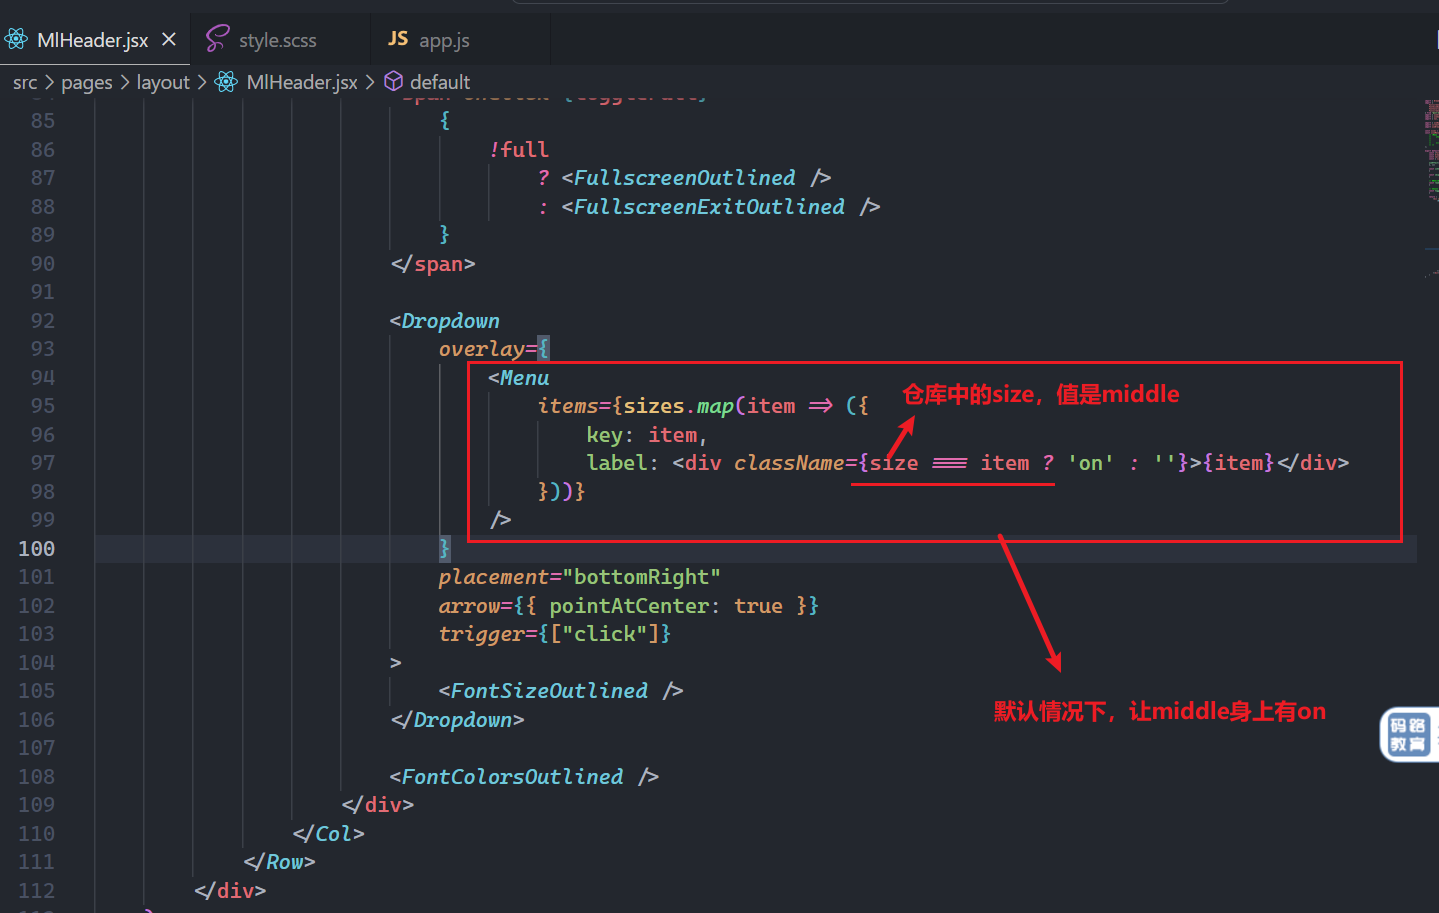 MlHeader.jsx
style.scss
JS app.js
src > pages > layout > MlHeader.jsx > default
85 {
86 !full
87 ? <FullscreenOutlined />
88 : <FullscreenExitOutlined />
89 }
90 </span>
91
92 <Dropdown
93 overlay={
94 <Menu
仓库中的size，值是middle
95 items={sizes.map(item => ({
96 key: item,
97 label: <div className={size === item ? 'on' : ''}>{item}</div>
98 }))}
99 />
100 }
101 placement="bottomRight"
102 arrow={{ pointAtCenter: true }}
103 trigger={["click"]}
104 >
105 <FontSizeOutlined />
106 </Dropdown>
默认情况下，让middle身上有on
码路
教育
107
108 <FontColorsOutlined />
109 </div>
110 </Col>
111 </Row>
112 </div>